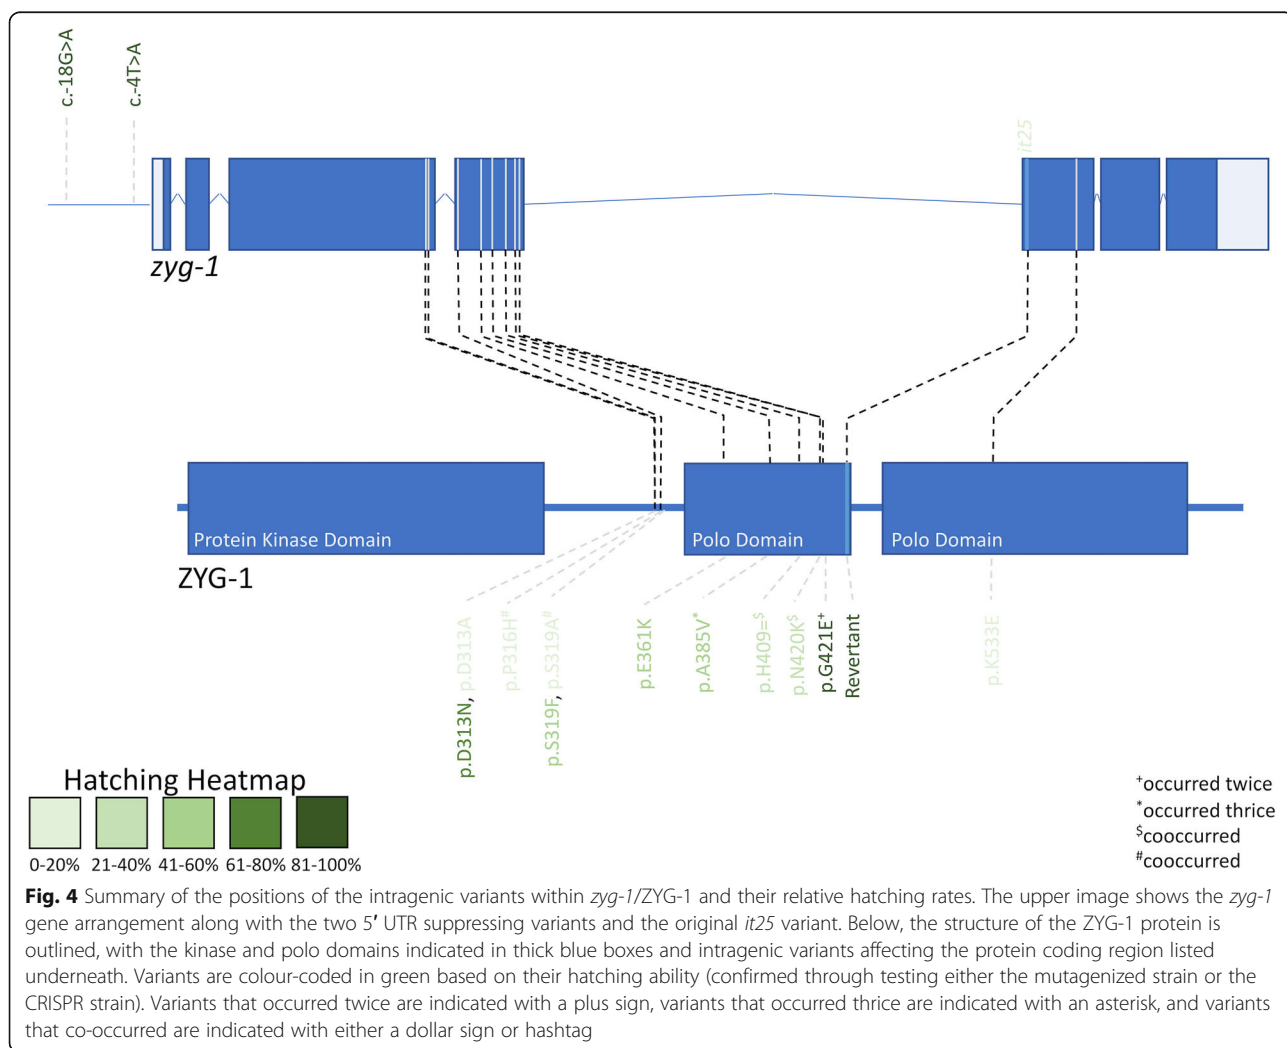 c.-18G>A
c.-4T>A
it25
zyg-1
Protein Kinase Domain
Polo Domain
Polo Domain
ZYG-1
p.D313N, p.D313A
p.P316H#
p.S319F, p.S319A#
p.E361K
p.A385V*
p.H409=$
p.N420K$
p.G421E+
Revertant
p.K533E
Hatching Heatmap
0-20% 21-40% 41-60% 61-80% 81-100%
+occurred twice
*occurred thrice
$cooccurred
#cooccurred
Fig. 4 Summary of the positions of the intragenic variants within zyg-1/ZYG-1 and their relative hatching rates. The upper image shows the zyg-1
gene arrangement along with the two 5′ UTR suppressing variants and the original it25 variant. Below, the structure of the ZYG-1 protein is
outlined, with the kinase and polo domains indicated in thick blue boxes and intragenic variants affecting the protein coding region listed
underneath. Variants are colour-coded in green based on their hatching ability (confirmed through testing either the mutagenized strain or the
CRISPR strain). Variants that occurred twice are indicated with a plus sign, variants that occurred thrice are indicated with an asterisk, and variants
that co-occurred are indicated with either a dollar sign or hashtag